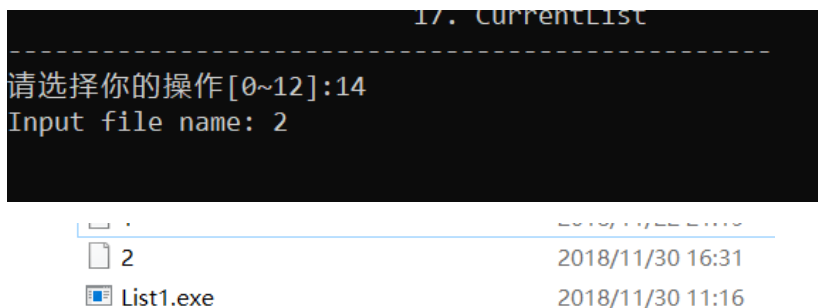 17. CurrentList
--------------------------------------------------
请选择你的操作[0~12]:14
Input file name: 2
2 2018/11/30 16:31
List1.exe 2018/11/30 11:16